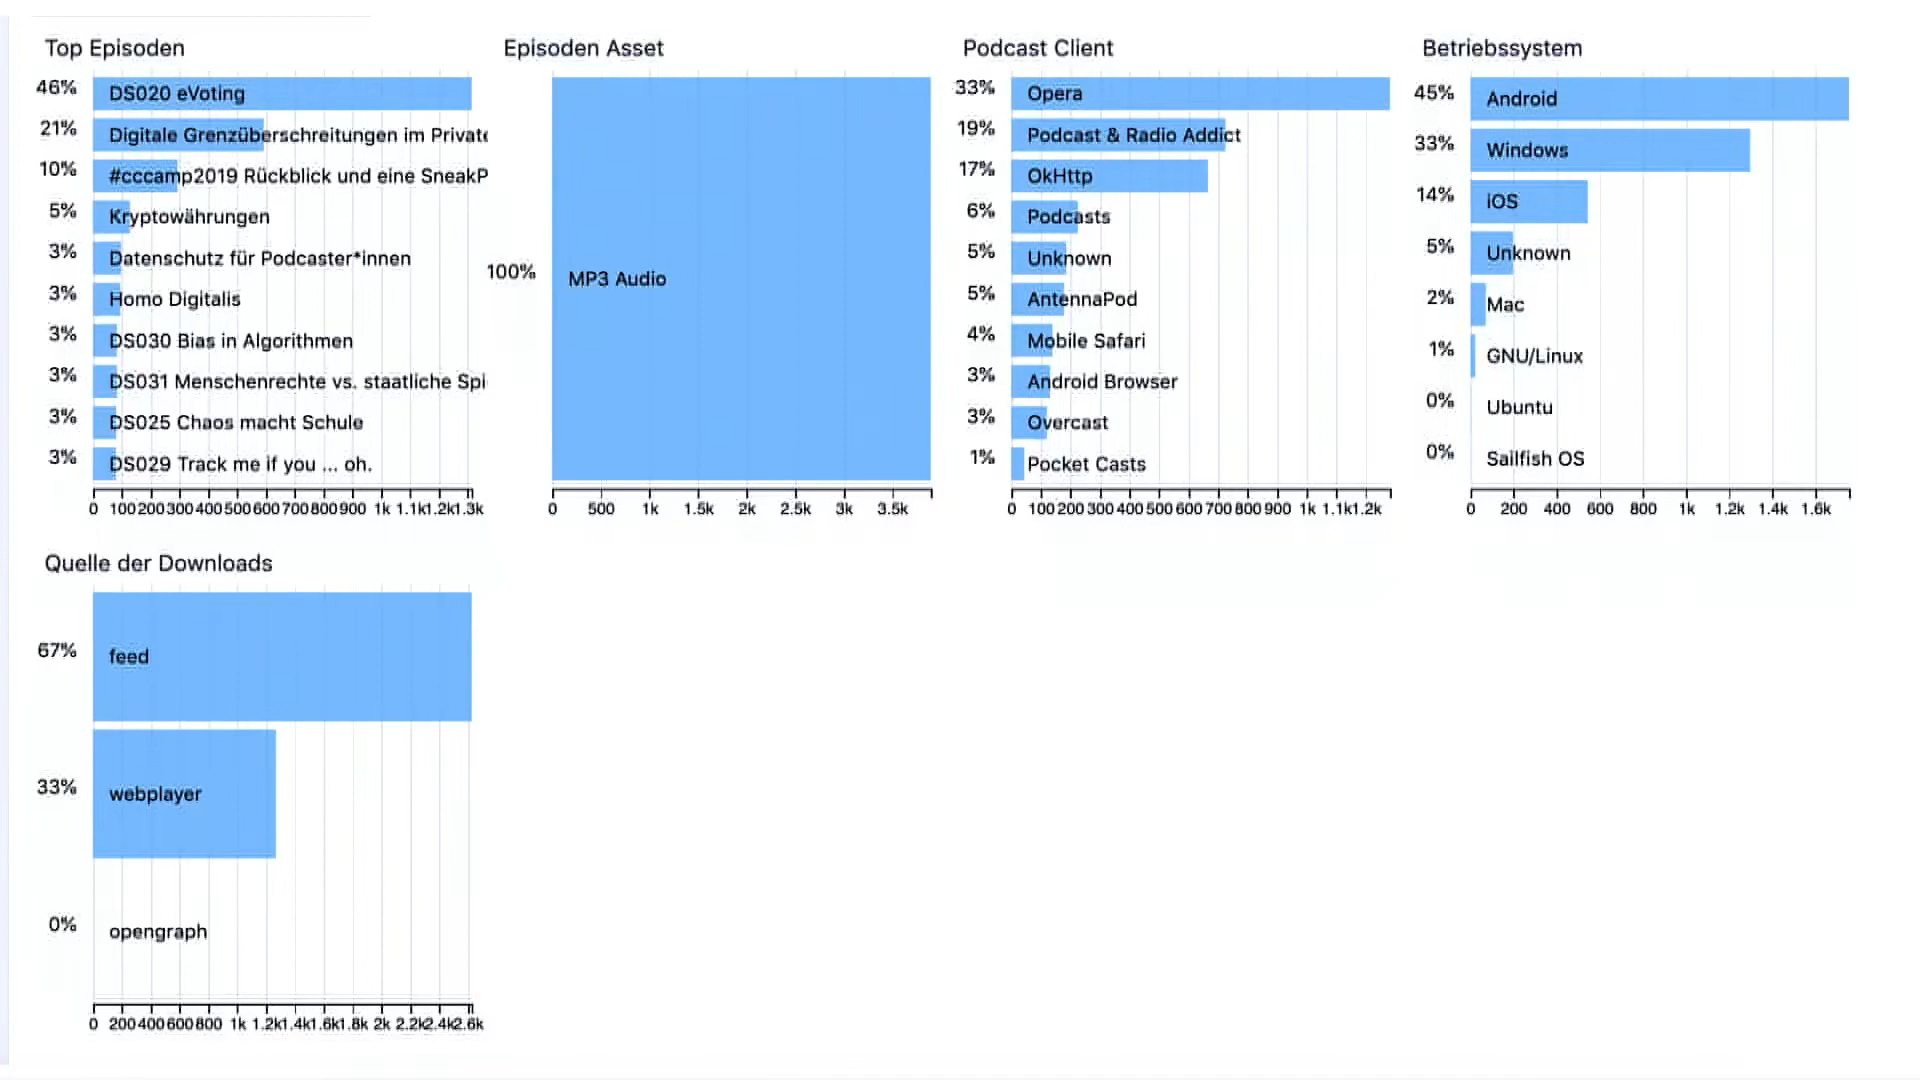 Top Episoden
46% DS020 eVoting
21% Digitale Grenzüberschreitungen im Private
10% #cccamp2019 Rückblick und eine SneakP
5% Kryptowährungen
3% Datenschutz für Podcaster*innen
3% Homo Digitalis
3% DS030 Bias in Algorithmen
3% DS031 Menschenrechte vs. staatliche Spi
3% DS025 Chaos macht Schule
3% DS029 Track me if you ... oh.
0 100 200 300 400 500 600 700 800 900 1k 1.1k 1.2k 1.3k
Episoden Asset
100% MP3 Audio
0 500 1k 1.5k 2k 2.5k 3k 3.5k
Podcast Client
33% Opera
19% Podcast & Radio Addict
17% OkHttp
6% Podcasts
5% Unknown
5% AntennaPod
4% Mobile Safari
3% Android Browser
3% Overcast
1% Pocket Casts
0 100 200 300 400 500 600 700 800 900 1k 1.1k 1.2k
Betriebssystem
45% Android
33% Windows
14% iOS
5% Unknown
2% Mac
1% GNU/Linux
0% Ubuntu
0% Sailfish OS
0 200 400 600 800 1k 1.2k 1.4k 1.6k
Quelle der Downloads
67% feed
33% webplayer
0% opengraph
0 200 400 600 800 1k 1.2k 1.4k 1.6k 1.8k 2k 2.2k 2.4k 2.6k